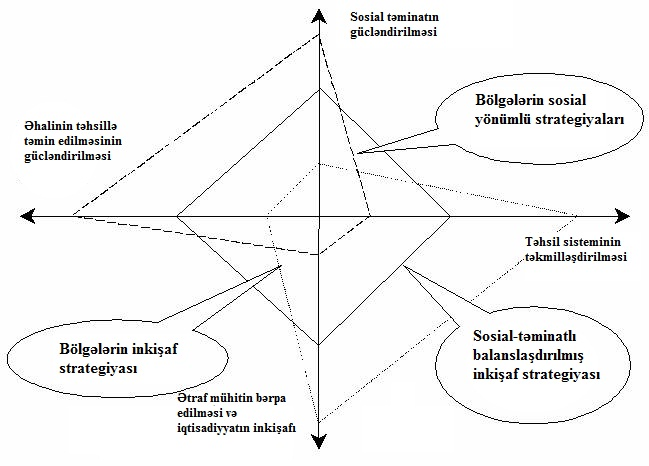 Sosial təminatın
gücləndirilməsi
Bölgələrin sosial
yönümlü strategiyaları
Əhalinin təhsillə
təmin edilməsinin
gücləndirilməsi
Təhsil sisteminin
təkmilləşdirilməsi
Bölgələrin inkişaf
strategiyası
Sosial-təminatlı
balanslaşdırılmış
inkişaf strategiyası
Ətraf mühitin bərpa
edilməsi və
iqtisadiyyatın inkişafı